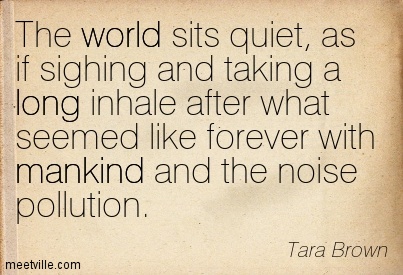 The world sits quiet, as
if sighing and taking a
long inhale after what
seemed like forever with
mankind and the noise
pollution.
Tara Brown
meetville.com